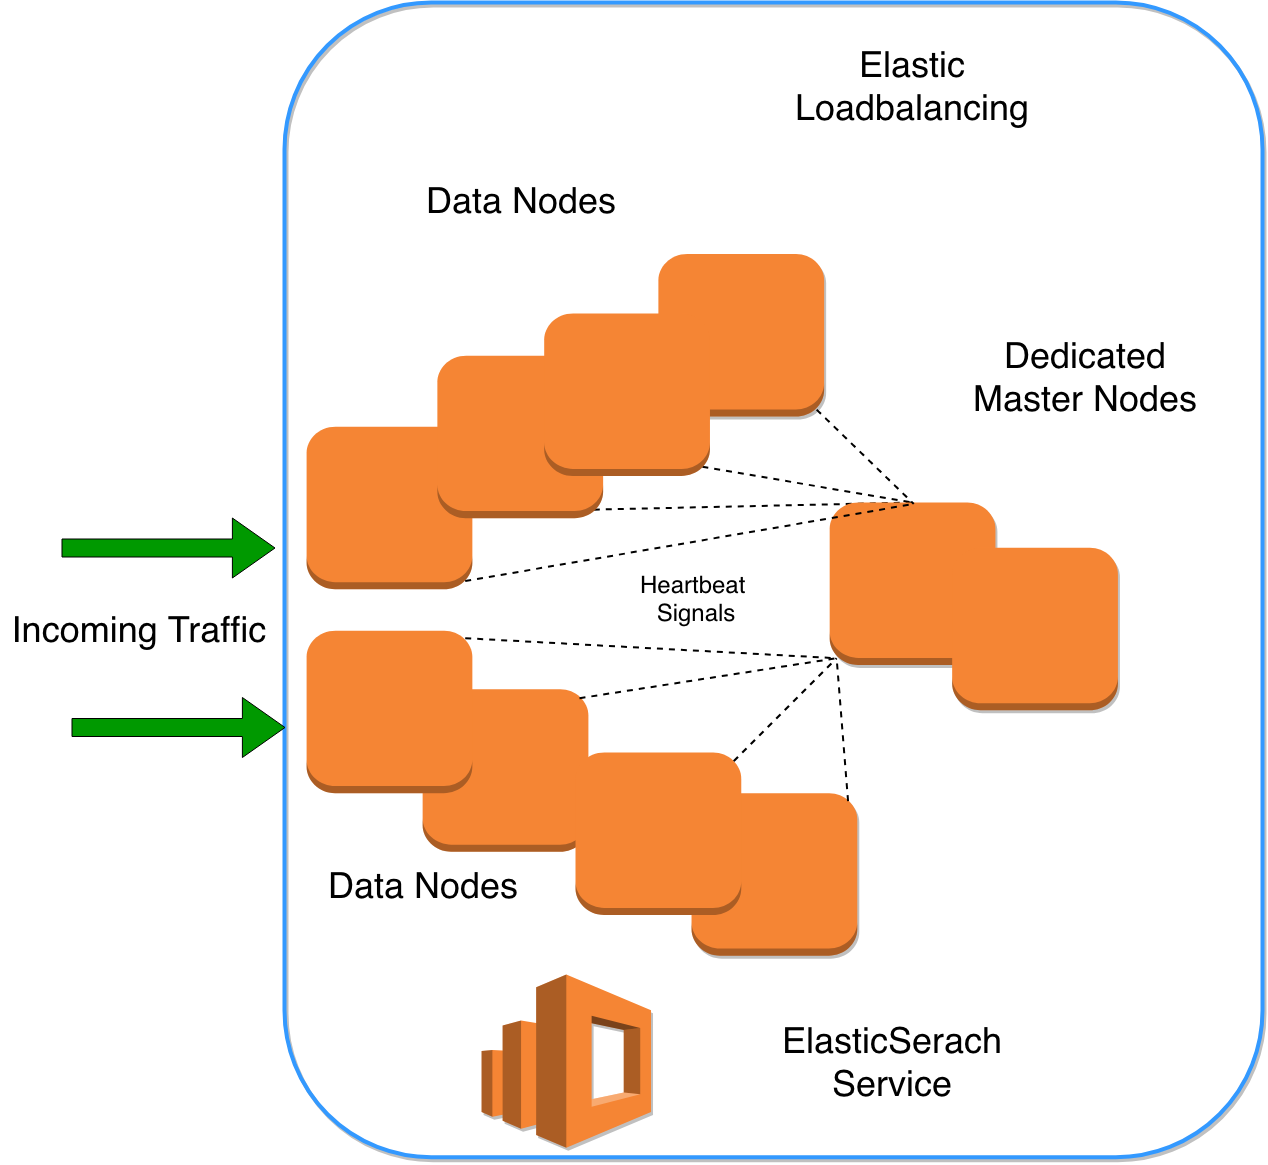 Elastic
Loadbalancing
Data Nodes
Dedicated
Master Nodes
Heartbeat
Signals
Incoming Traffic
Data Nodes
ElasticSerach
Service